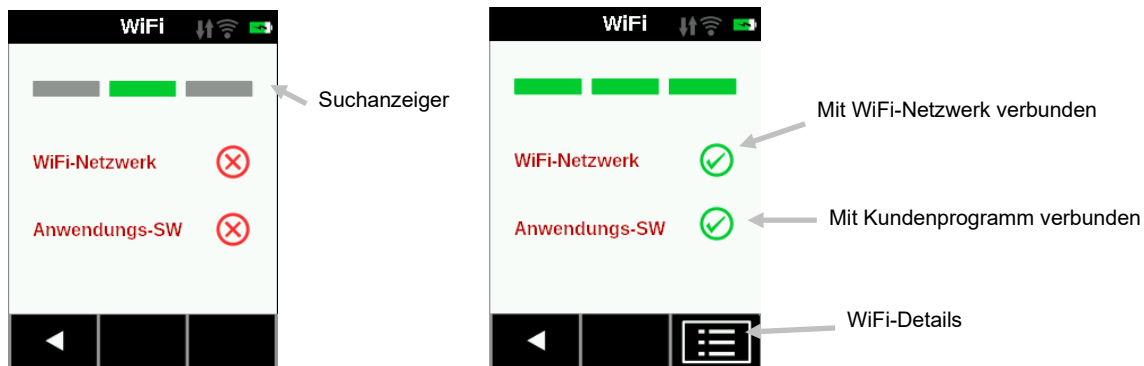 WiFi
Suchanzeiger
WiFi-Netzwerk
Anwendungs-SW
WiFi
Mit WiFi-Netzwerk verbunden
WiFi-Netzwerk
Anwendungs-SW
Mit Kundenprogramm verbunden
WiFi-Details